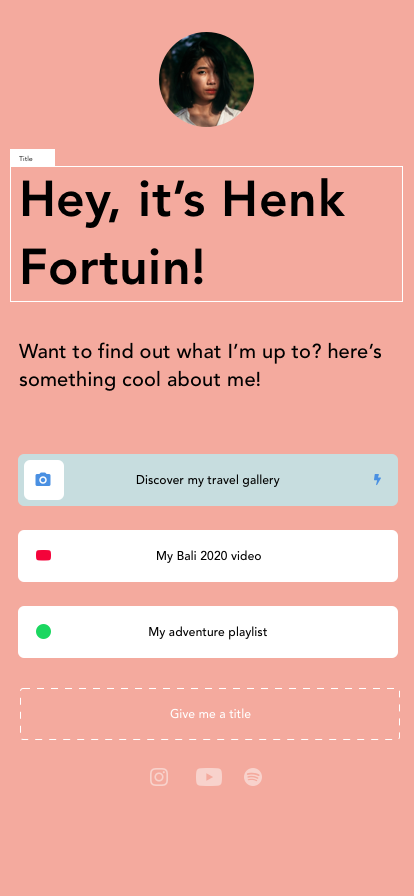 Title
Hey, it’s Henk
Fortuin!
Want to find out what I’m up to? here’s
something cool about me!
Discover my travel gallery
My Bali 2020 video
My adventure playlist
Give me a title